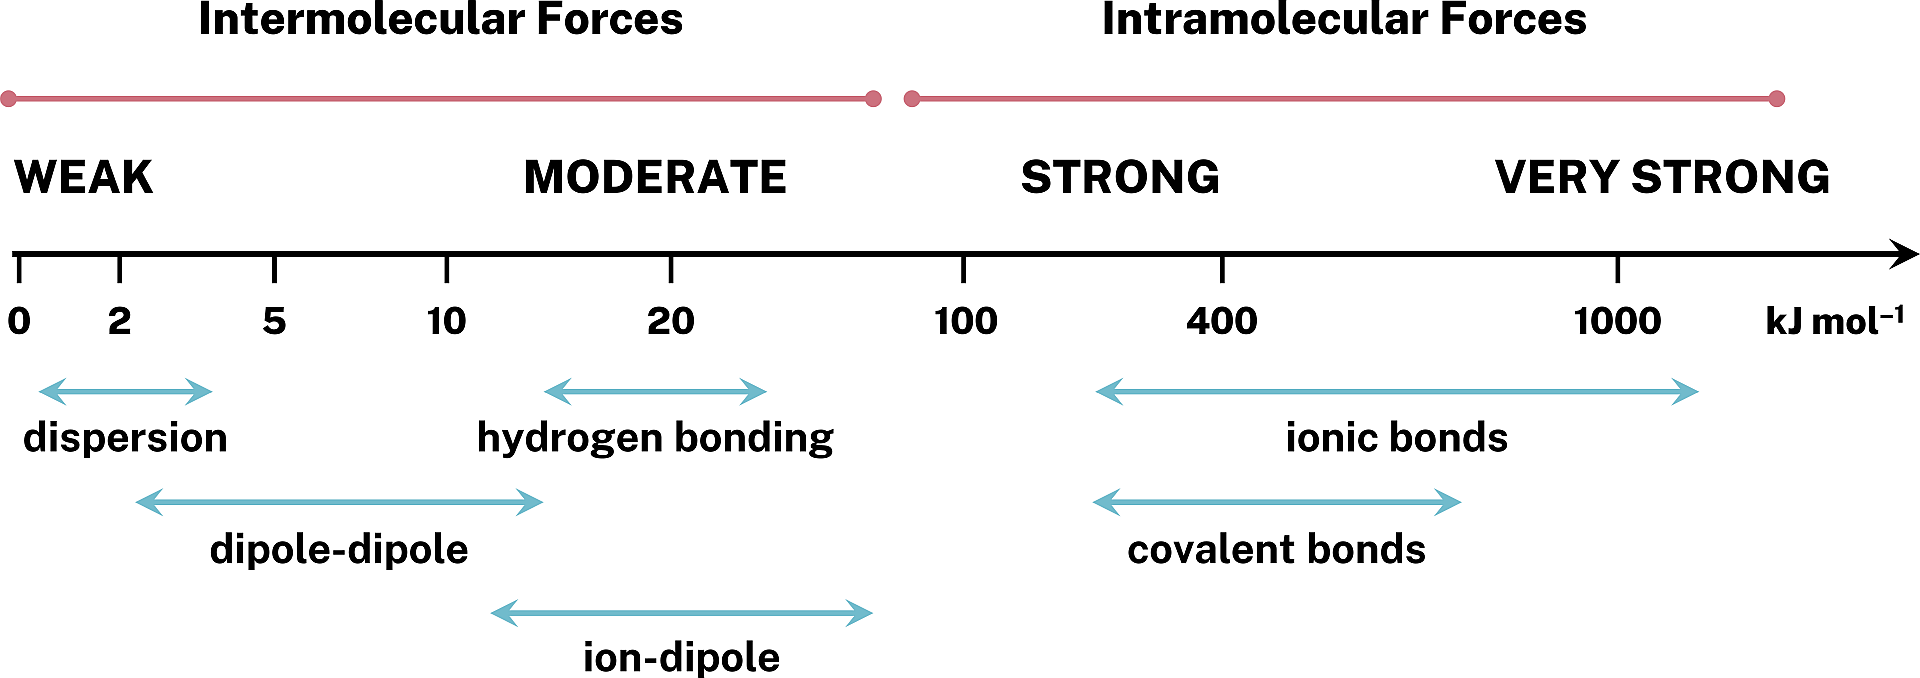 Intermolecular Forces Intramolecular Forces
WEAK MODERATE STRONG VERY STRONG
0 2 5 10 20 100 400 1000 kJ mol⁻¹
dispersion hydrogen bonding ionic bonds
dipole-dipole covalent bonds
ion-dipole